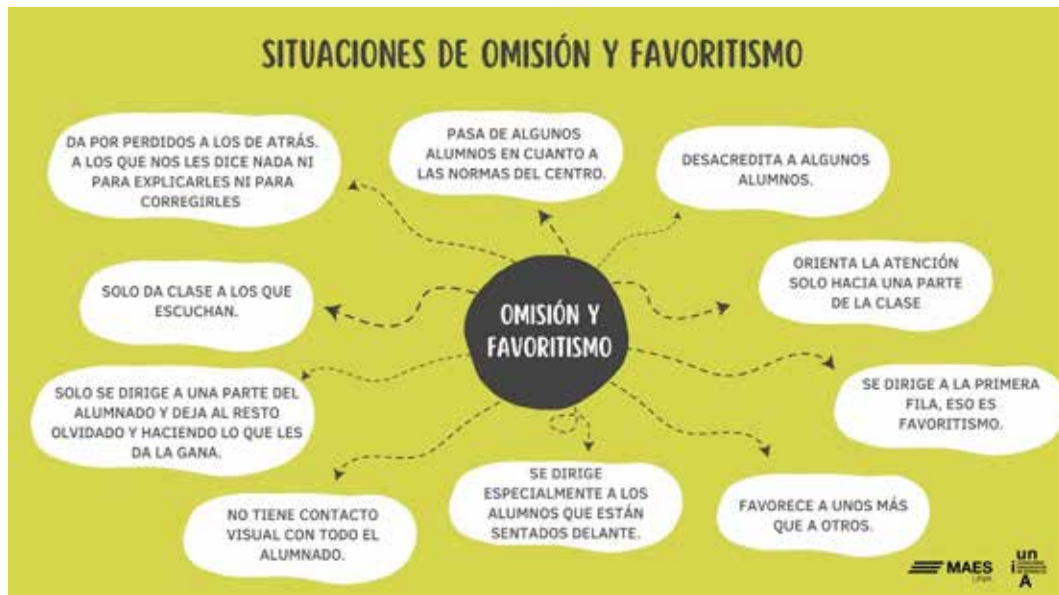 SITUACIONES DE OMISIÓN Y FAVORITISMO
DA POR PERDIDOS A LOS DE ATRÁS.
A LOS QUE NOS LES DICE NADA NI
PARA EXPLICARLES NI PARA
CORREGIRLES
PASA DE ALGUNOS
ALUMNOS EN CUANTO A
LAS NORMAS DEL CENTRO.
DESACREDITA A ALGUNOS
ALUMNOS.
SOLO DA CLASE A LOS QUE
ESCUCHAN.
OMISIÓN Y
FAVORITISMO
ORIENTA LA ATENCIÓN
SOLO HACIA UNA PARTE
DE LA CLASE
SOLO SE DIRIGE A UNA PARTE DEL
ALUMNADO Y DEJA AL RESTO
OLVIDADO Y HACIENDO LO QUE LES
DA LA GANA.
SE DIRIGE A LA PRIMERA
FILA, ESO ES
FAVORITISMO.
NO TIENE CONTACTO
VISUAL CON TODO EL
ALUMNADO.
SE DIRIGE
ESPECIALMENTE A LOS
ALUMNOS QUE ESTÁN
SENTADOS DELANTE.
FAVORECE A UNOS MÁS
QUE A OTROS.
MAES
un
i
A